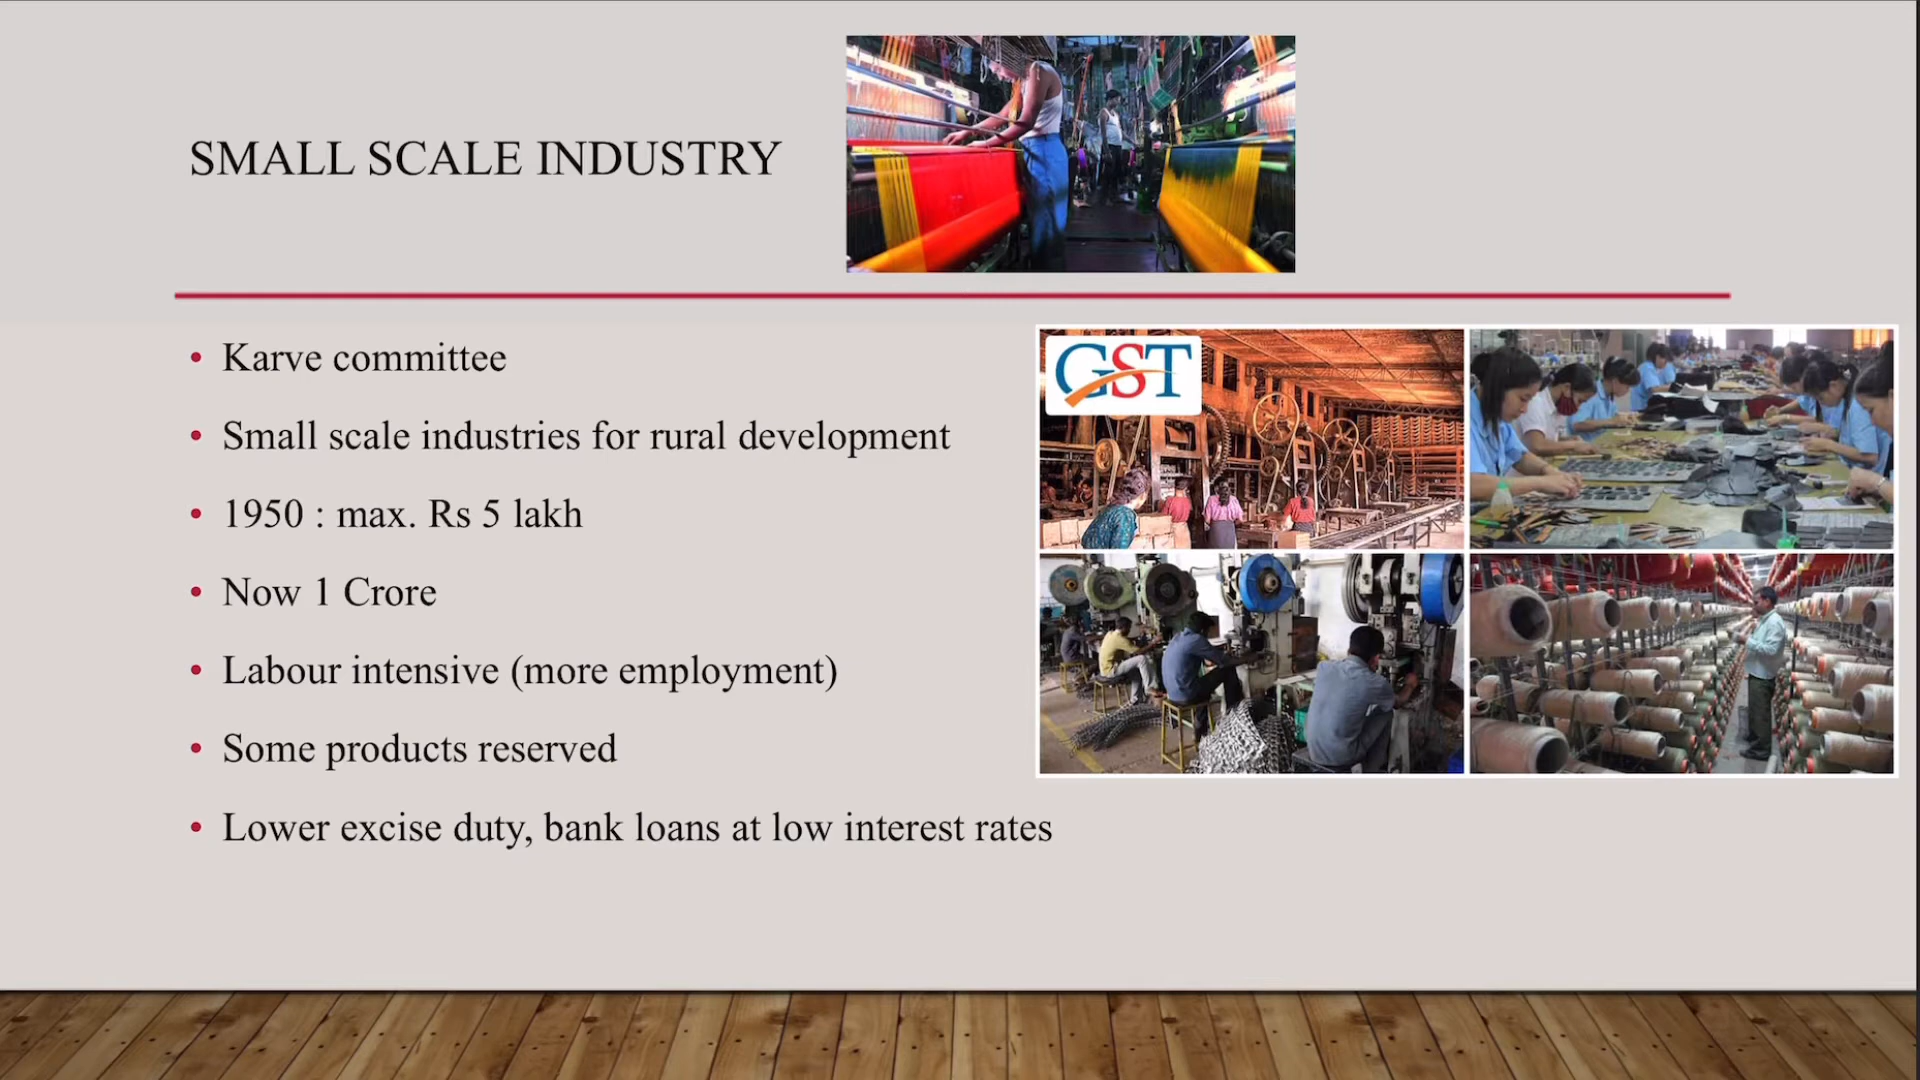 SMALL SCALE INDUSTRY
• Karve committee
• Small scale industries for rural development
• 1950 : max. Rs 5 lakh
• Now 1 Crore
• Labour intensive (more employment)
• Some products reserved
• Lower excise duty, bank loans at low interest rates
GST